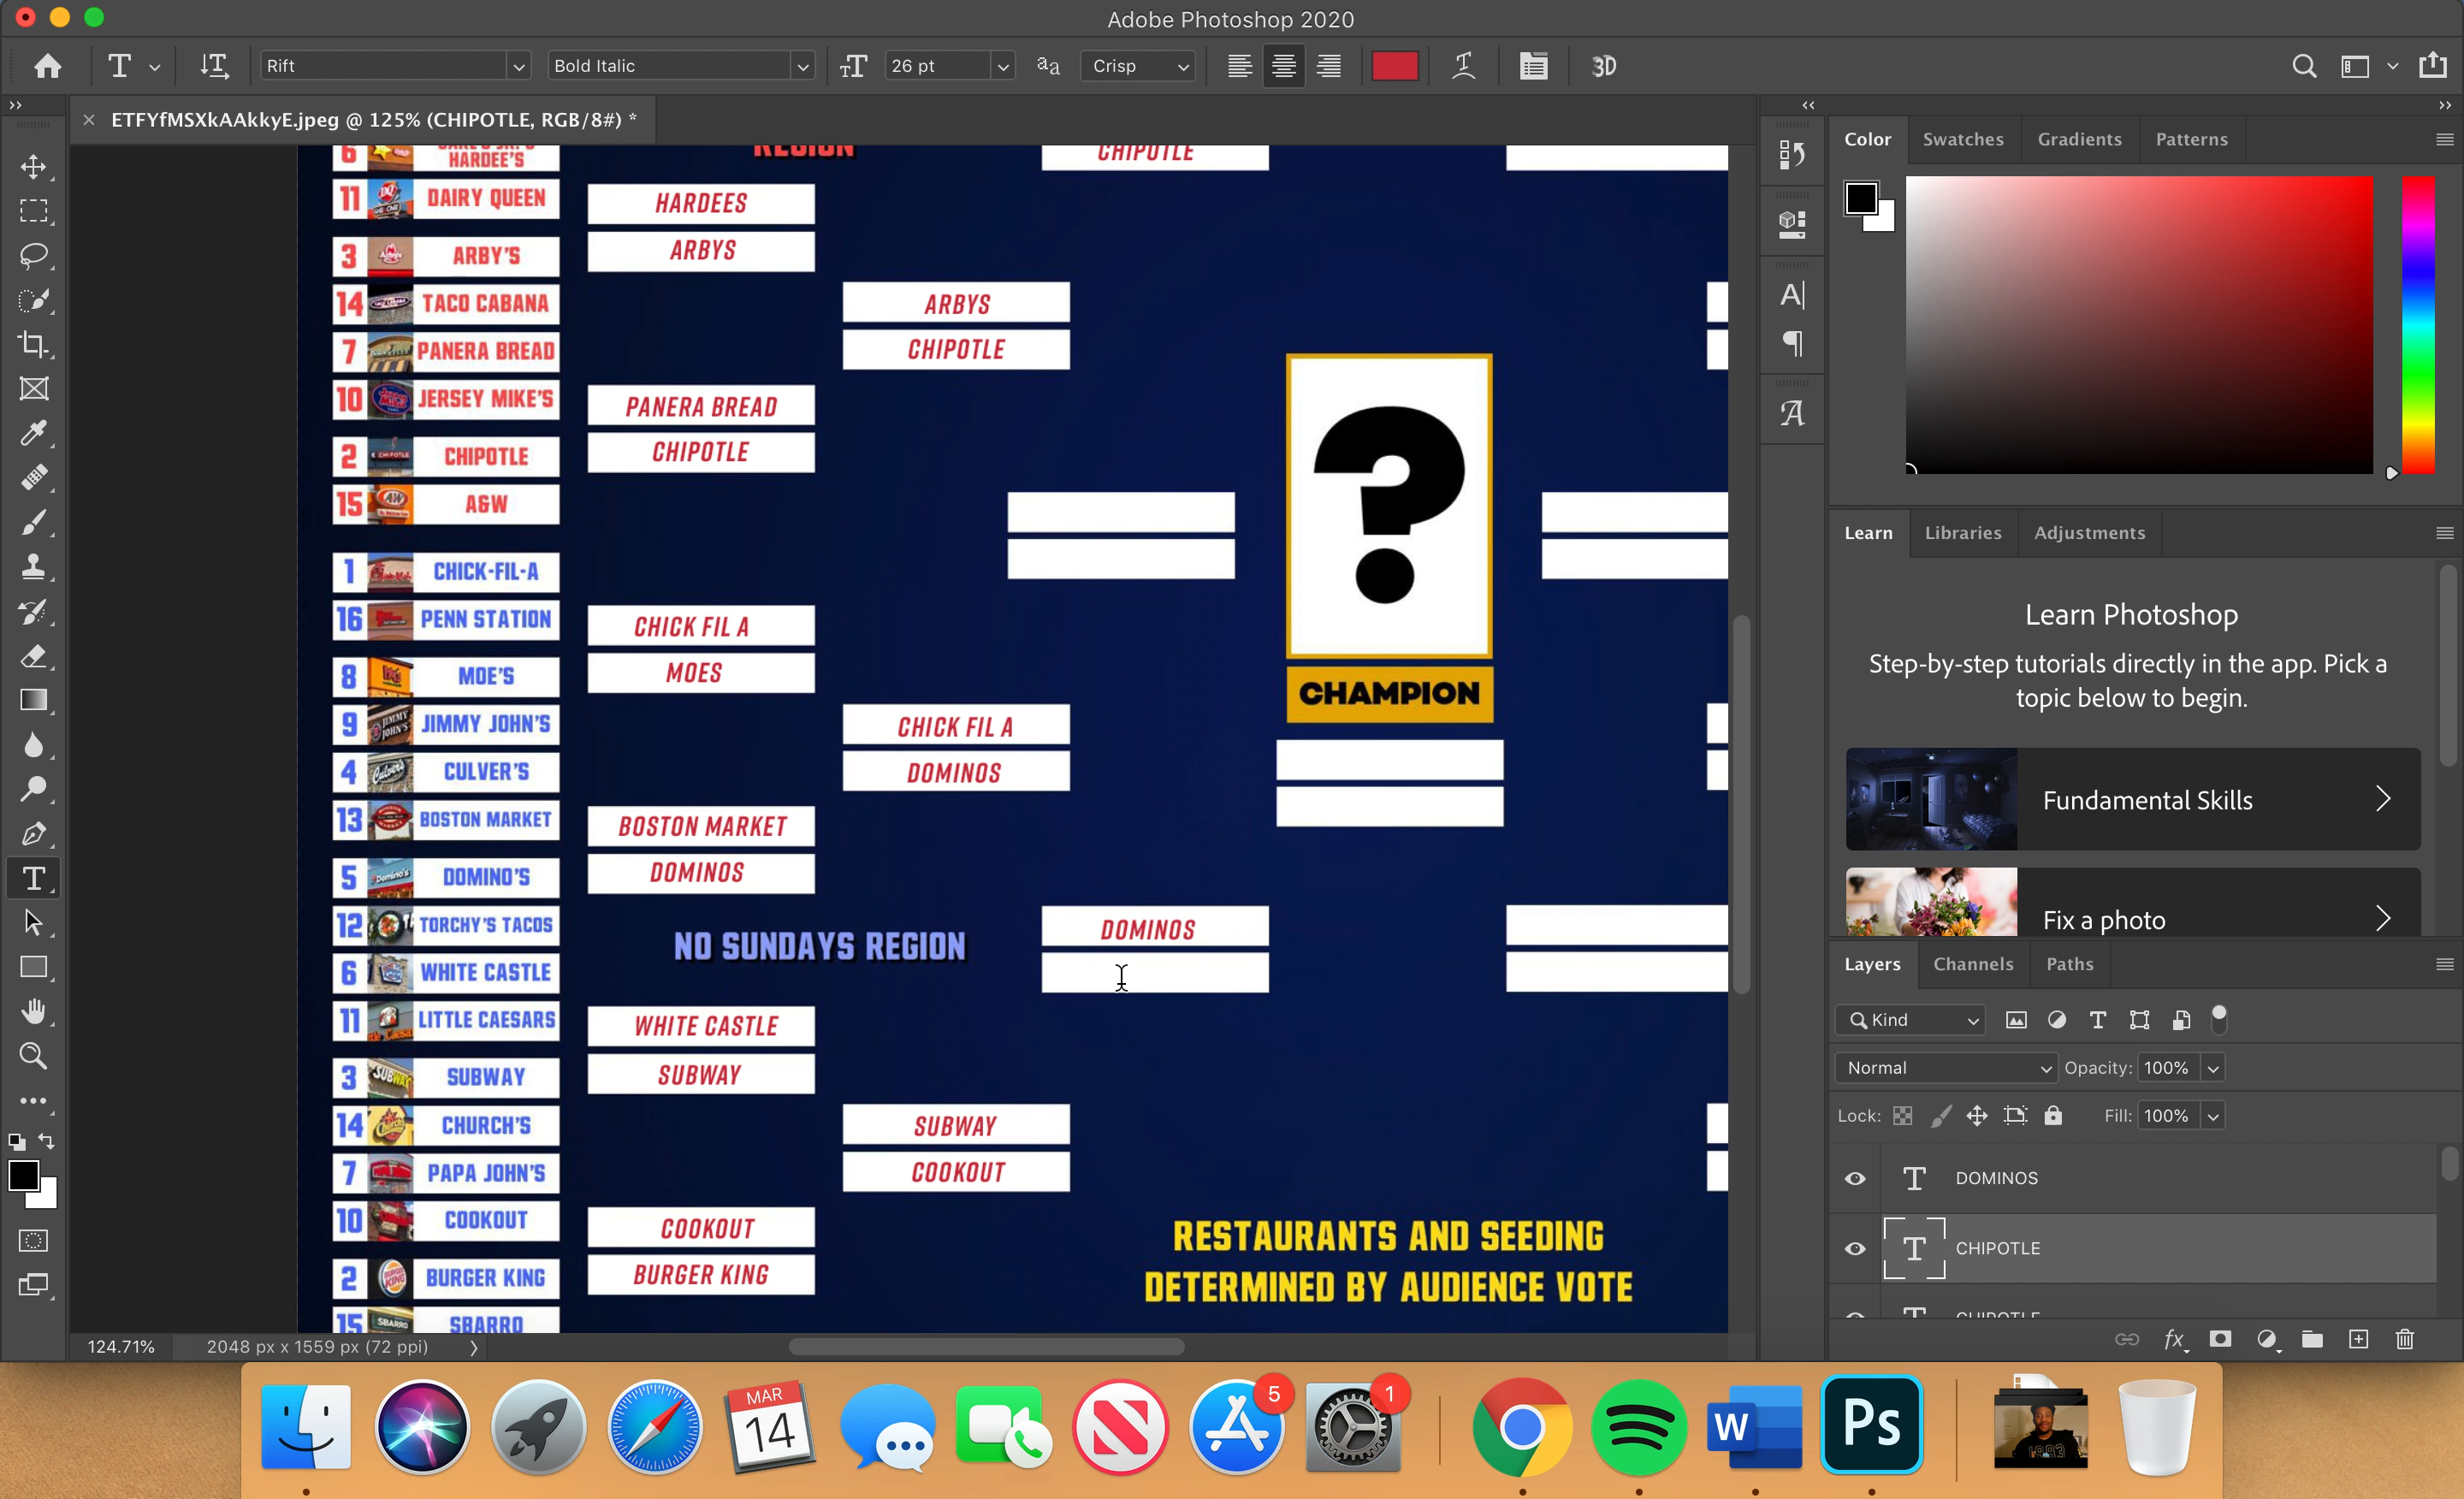 Adobe Photoshop 2020
Rift
Bold Italic
26 pt
Crisp
3D
ETFYfMSXkAAkkyE.jpeg @ 125% (CHIPOTLE, RGB/8#) *
6
HARDEE'S
11 DAIRY QUEEN
3 ARBY'S
14 TACO CABANA
7 PANERA BREAD
10 JERSEY MIKE'S
2 CHIPOTLE
15 A&W
1 CHICK-FIL-A
16 PENN STATION
8 MOE'S
9 JIMMY JOHN'S
4 CULVER'S
13 BOSTON MARKET
5 DOMINO'S
12 TORCHY'S TACOS
6 WHITE CASTLE
11 LITTLE CAESARS
3 SUBWAY
14 CHURCH'S
7 PAPA JOHN'S
10 COOKOUT
2 BURGER KING
15 SBARRO
REGION
HARDEES
ARBYS
PANERA BREAD
CHIPOTLE
CHICK FIL A
MOES
BOSTON MARKET
DOMINOS
NO SUNDAYS REGION
WHITE CASTLE
SUBWAY
COOKOUT
BURGER KING
ARBYS
CHIPOTLE
CHICK FIL A
DOMINOS
SUBWAY
COOKOUT
CHIPOTLE
DOMINOS
?
CHAMPION
RESTAURANTS AND SEEDING
DETERMINED BY AUDIENCE VOTE
124.71%
2048 px x 1559 px (72 ppi)
Color
Swatches
Gradients
Patterns
Learn
Libraries
Adjustments
Learn Photoshop
Step-by-step tutorials directly in the app. Pick a
topic below to begin.
Fundamental Skills
Fix a photo
Layers
Channels
Paths
Kind
Normal
Opacity: 100%
Lock:
Fill: 100%
DOMINOS
CHIPOTLE
CHIPOTLE
fx
MAR
14
5
1
W
Ps
1993